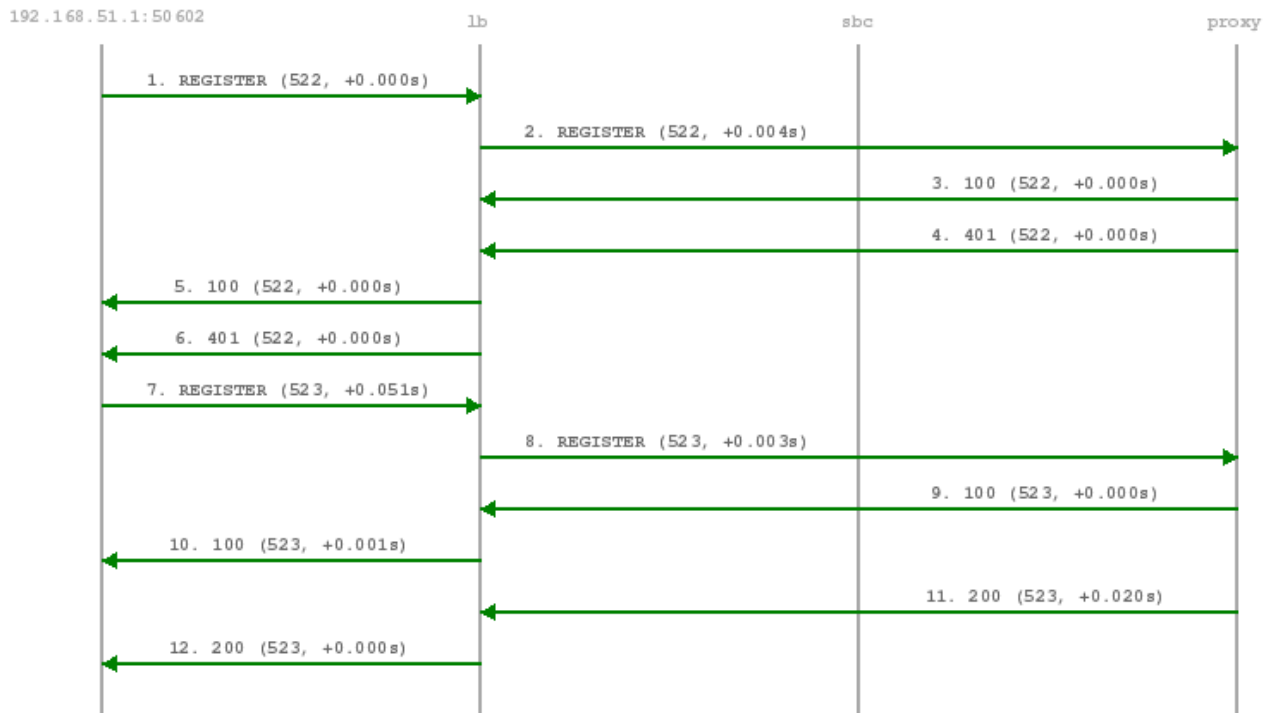 192.168.51.1:50602 lb sbc proxy
1. REGISTER (522, +0.000s)
2. REGISTER (522, +0.004s)
3. 100 (522, +0.000s)
4. 401 (522, +0.000s)
5. 100 (522, +0.000s)
6. 401 (522, +0.000s)
7. REGISTER (523, +0.051s)
8. REGISTER (523, +0.003s)
9. 100 (523, +0.000s)
10. 100 (523, +0.001s)
11. 200 (523, +0.020s)
12. 200 (523, +0.000s)